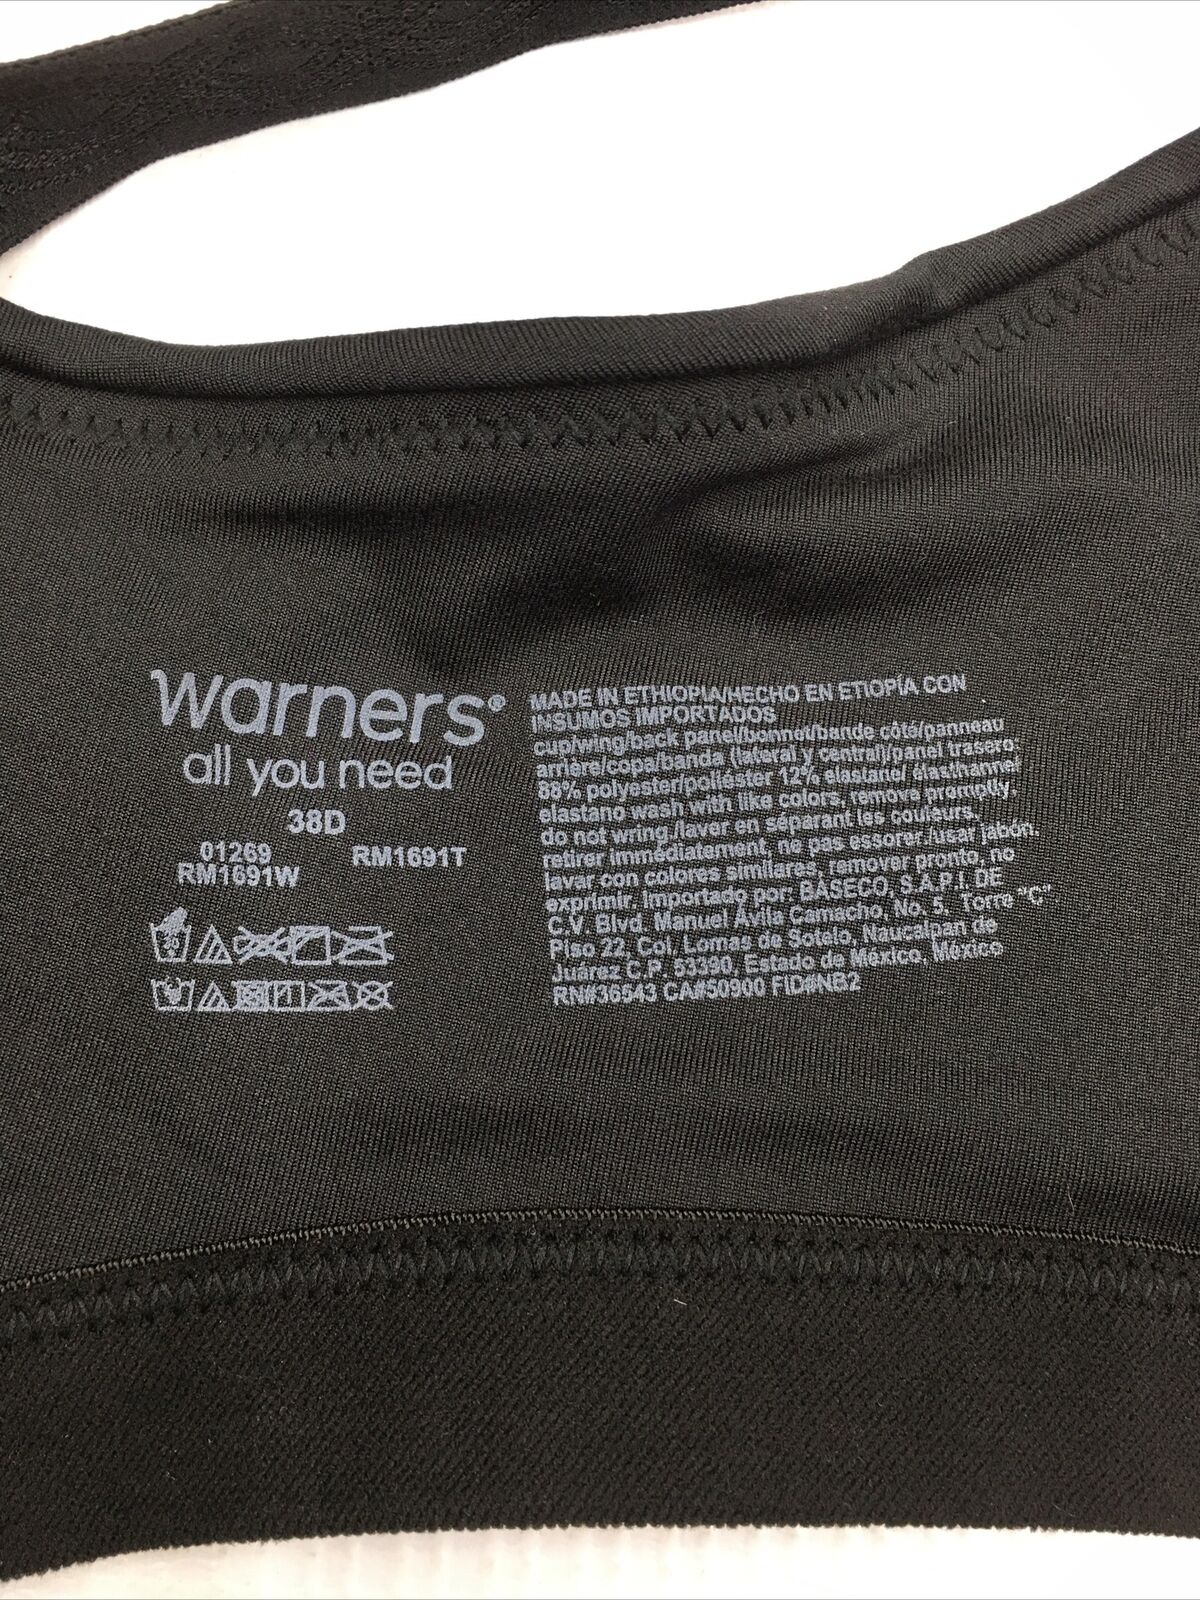 warners®
all you need
38D
01269
RM1691W
RM1691T
MADE IN ETHIOPIA/HECHO EN ETIOPÍA CON
INSUMOS IMPORTADOS
cup/wing/back panel/bonnet/bande côté/panneau
arrière/copa/banda (lateral y central)/panel trasero:
88% polyester/poliéster 12% elastane/ élasthanne/
elastano wash with like colors, remove promptly,
do not wring./laver en séparant les couleurs,
retirer immédiatement, ne pas essorer./usar jabón.
lavar con colores similares, remover pronto, no
exprimir. Importado por: BASECO, S.A.P.I. DE
C.V. Blvd. Manuel Ávila Camacho, No. 5, Torre "C"
Piso 22, Col. Lomas de Sotelo, Naucalpan de
Juárez C.P. 53390, Estado de México, México
RN#36543 CA#50900 FID#NB2
30